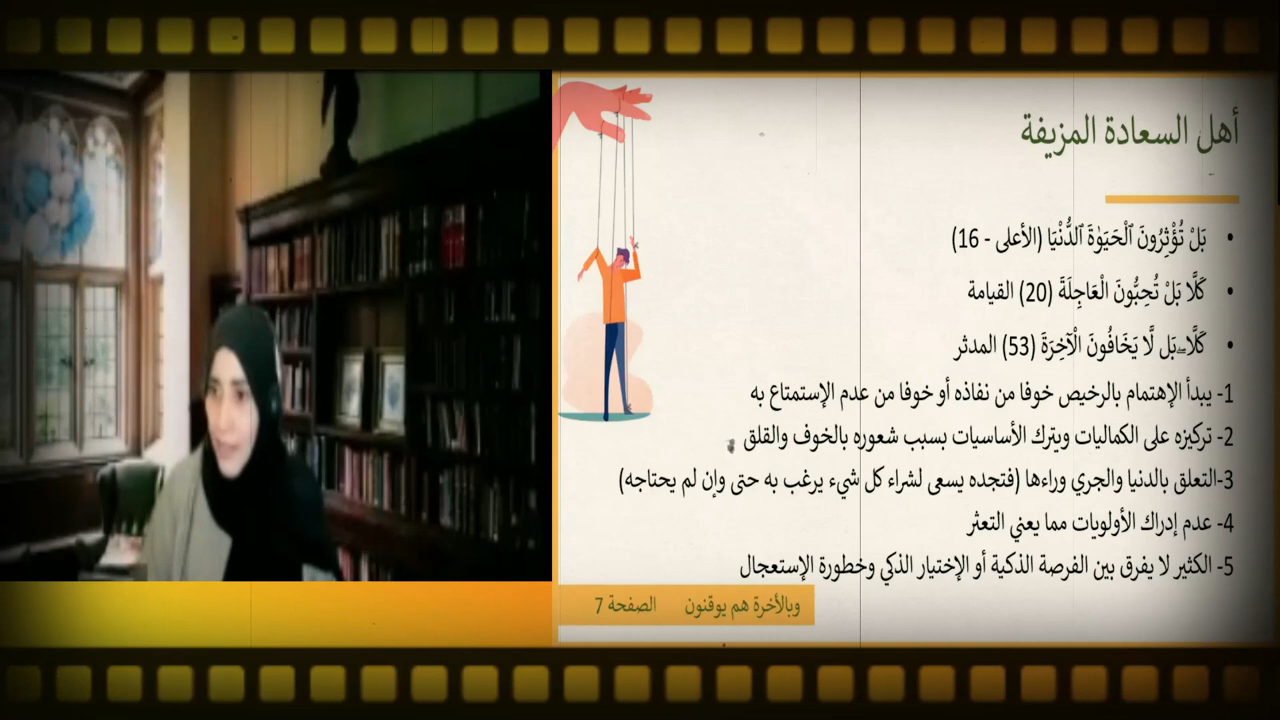 أهل السعادة المزيفة
• بَلْ تُؤْثِرُونَ ٱلْحَيَوٰةَ ٱلدُّنْيَا (الأعلى - 16)
• كَلَّا بَلْ تُحِبُّونَ الْعَاجِلَةَ (20) القيامة
• كَلَّا ۖ بَل لَّا يَخَافُونَ الْآخِرَةَ (53) المدثر
1- يبدأ الإهتمام بالرخيص خوفا من نفاذه أو خوفا من عدم الإستمتاع به
2- تركيزه على الكماليات ويترك الأساسيات بسبب شعوره بالخوف والقلق
3-التعلق بالدنيا والجري وراءها (فتجده يسعى لشراء كل شيء يرغب به حتى وإن لم يحتاجه)
4- عدم إدراك الأولويات مما يعني التعثر
5- الكثير لا يفرق بين الفرصة الذكية أو الإختيار الذكي وخطورة الإستعجال
وبالأخرة هم يوقنون الصفحة 7